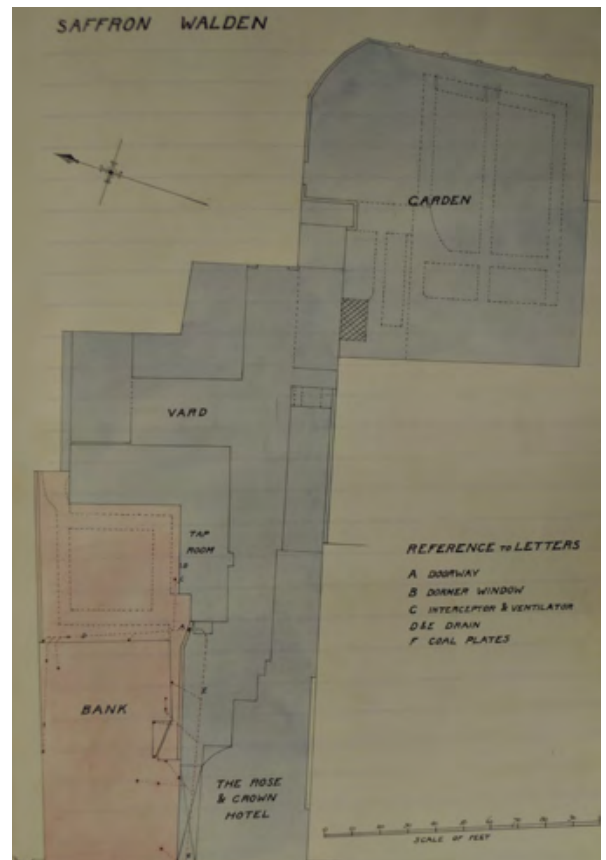 SAFFRON WALDEN
GARDEN
YARD
TAP
ROOM
REFERENCE TO LETTERS
A DOORWAY
B DORMER WINDOW
C INTERCEPTOR & VENTILATOR
D&E DRAIN
F COAL PLATES
BANK
THE ROSE
& CROWN
HOTEL
SCALE OF FEET